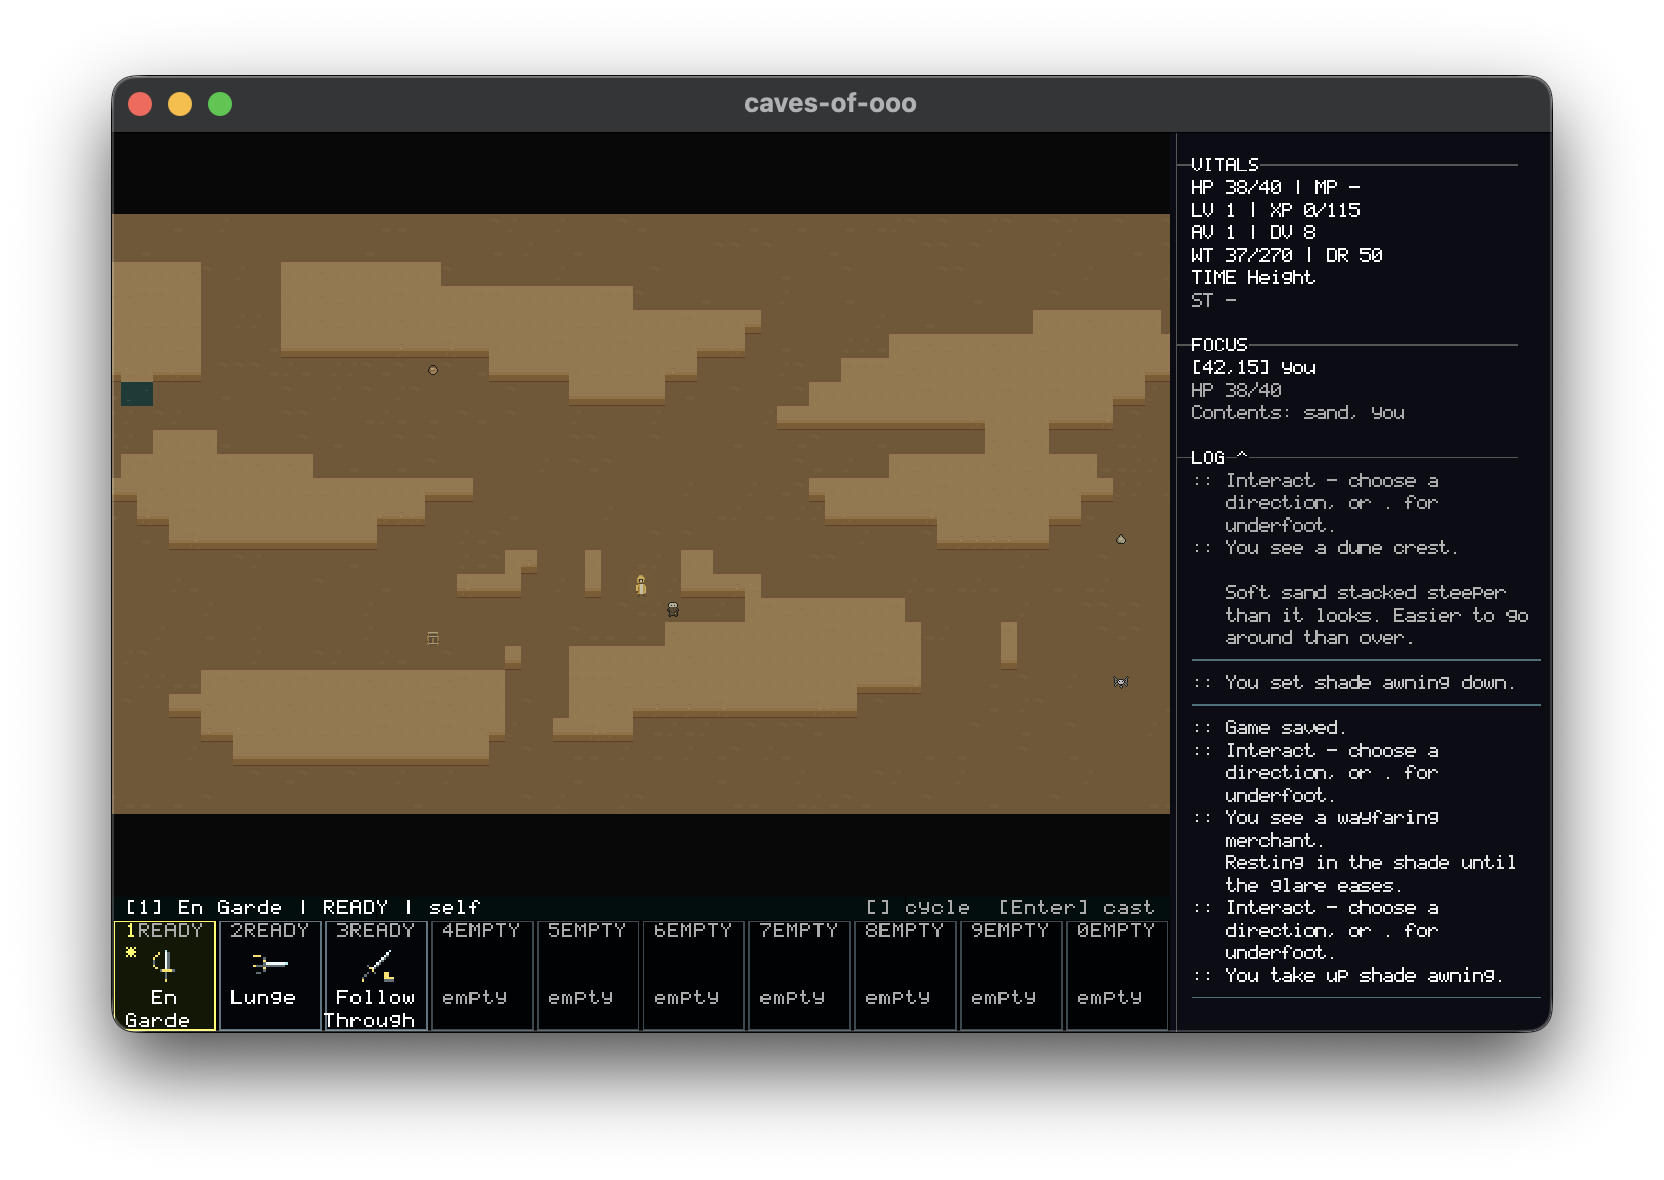 caves-of-ooo
VITALS
HP 38/40 | MP -
LV 1 | XP 0/115
AV 1 | DV 8
WT 37/270 | DR 50
TIME Height
ST -
FOCUS
[42,15] You
HP 38/40
Contents: sand, You
LOG ^
:: Interact - choose a
direction, or . for
underfoot.
:: You see a dune crest.
Soft sand stacked steeper
than it looks. Easier to go
around than over.
:: You set shade awning down.
:: Game saved.
:: Interact - choose a
direction, or . for
underfoot.
:: You see a wayfaring
merchant.
Resting in the shade until
the glare eases.
:: Interact - choose a
direction, or . for
underfoot.
:: You take up shade awning.
[1] En Garde | READY | self
[] cycle [Enter] cast
1READY 2READY 3READY 4EMPTY 5EMPTY 6EMPTY 7EMPTY 8EMPTY 9EMPTY 0EMPTY
En Lunge Follow empty empty empty empty empty empty empty
Garde Through